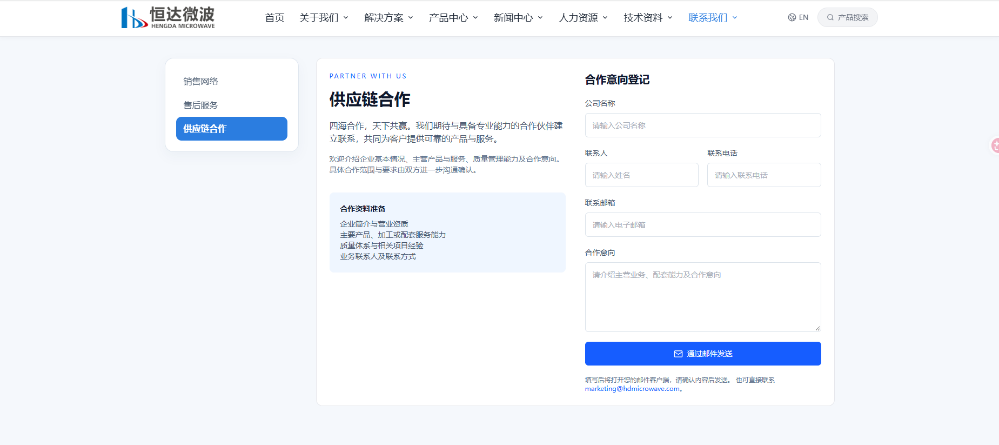 恒达微波
HENGDA MICROWAVE
首页 关于我们 解决方案 产品中心 新闻中心 人力资源 技术资料 联系我们 EN 产品搜索
销售网络
售后服务
供应链合作
PARTNER WITH US
供应链合作
四海合作，天下共赢。我们期待与具备专业能力的合作伙伴建
立联系，共同为客户提供可靠的产品与服务。
欢迎介绍企业基本情况、主营产品与服务、质量管理能力及合作意向。
具体合作范围与要求由双方进一步沟通确认。
合作资料准备
企业简介与营业资质
主要产品、加工或配套服务能力
质量体系与相关项目经验
业务联系人及联系方式
合作意向登记
公司名称
请输入公司名称
联系人 联系电话
请输入姓名 请输入联系电话
联系邮箱
请输入电子邮箱
合作意向
请介绍主营业务、配套能力及合作意向
通过邮件发送
填写后将打开您的邮件客户端，请确认内容后发送。 也可直接联系
marketing@hdmicrowave.com。